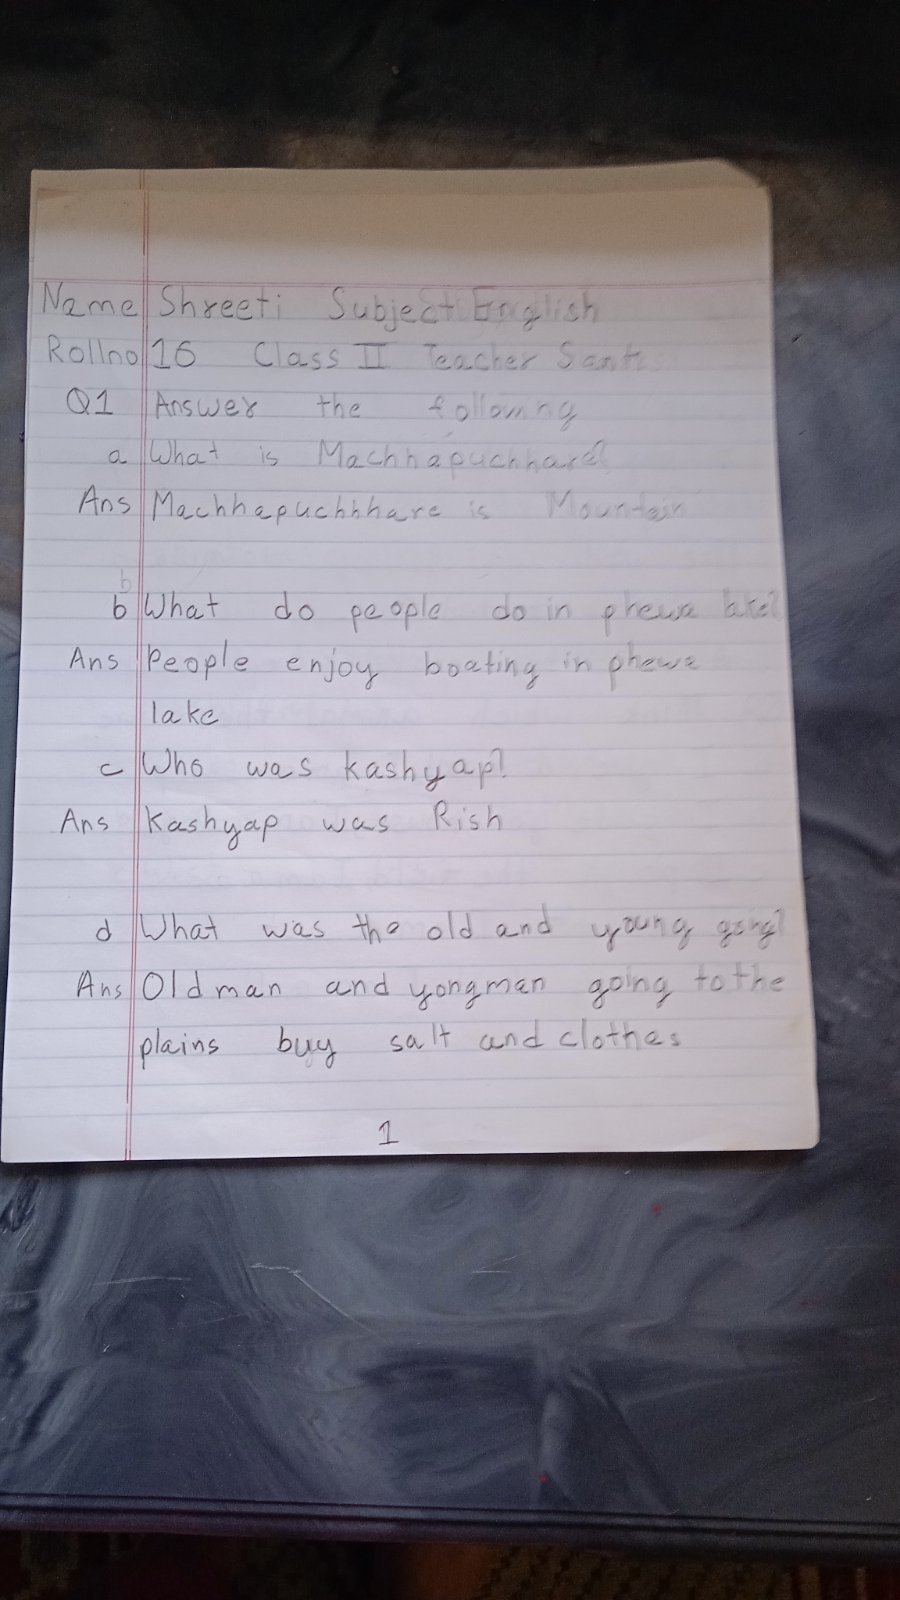 Name Shreeti Subject English
Rollno 16 Class II Teacher
Q1 Answer the following
a What is Machhapuchhare?
Ans Machhapuchhhare is Mountain
b
b What do people do in phewa lake?
Ans People enjoy boating in phewa
lake
c Who was kashyap?
Ans Kashyap was Rish
d What was the old and young going?
Ans Old man and yongman going to the
plains buy salt and clothes
1